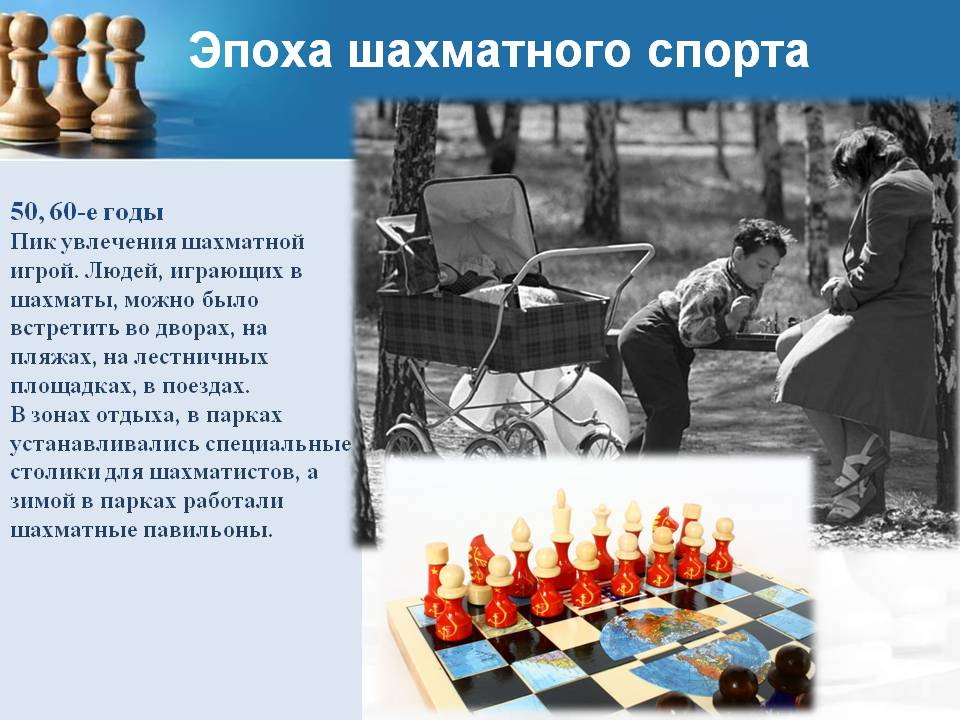 Эпоха шахматного спорта
50, 60-е годы
Пик увлечения шахматной
игрой. Людей, играющих в
шахматы, можно было
встретить во дворах, на
пляжах, на лестничных
площадках, в поездах.
В зонах отдыха, в парках
устанавливались специальные
столики для шахматистов, а
зимой в парках работали
шахматные павильоны.